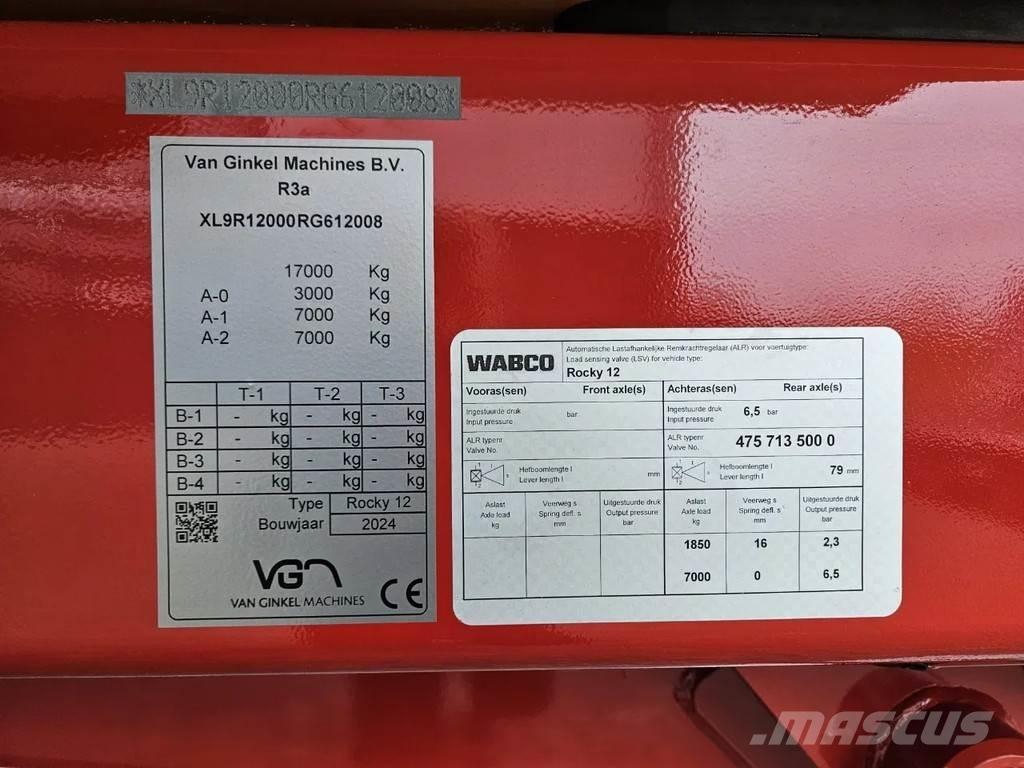 *XL9R12000RG612008*
Van Ginkel Machines B.V.
R3a
XL9R12000RG612008
17000 Kg
A-0 3000 Kg
A-1 7000 Kg
A-2 7000 Kg
T-1 T-2 T-3
B-1 - kg - kg - kg
B-2 - kg - kg - kg
B-3 - kg - kg - kg
B-4 - kg - kg - kg
Type Rocky 12
Bouwjaar 2024
VGM
VAN GINKEL MACHINES CE
WABCO
Automatische Lastafhankelijke Remkrachtregelaar (ALR) voor voertuigtype:
Load sensing valve (LSV) for vehicle type:
Rocky 12
Vooras(sen) Front axle(s) Achteras(sen) Rear axle(s)
Ingestuurde druk bar Ingestuurde druk 6,5 bar
Input pressure Input pressure
ALR typenr ALR typenr 475 713 500 0
Valve No. Valve No.
Hefboomlengte l mm Hefboomlengte l 79 mm
Lever length l Lever length l
Aslast Veerweg s Uitgestuurde druk Aslast Veerweg s Uitgestuurde druk
Axle load Spring defl. s Output pressure Axle load Spring defl. s Output pressure
kg mm bar kg mm bar
1850 16 2,3
7000 0 6,5
MASCUS